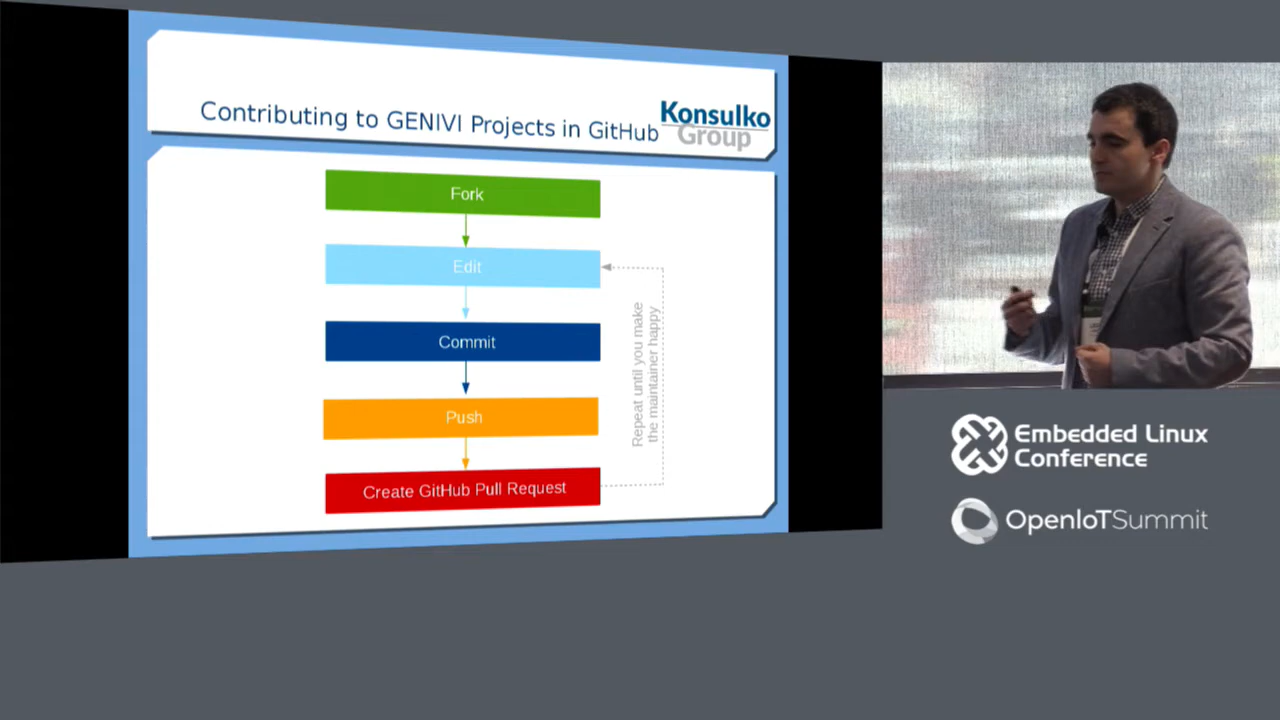 Contributing to GENIVI Projects in GitHub
Konsulko
Group
Fork
Edit
Commit
Push
Create GitHub Pull Request
Repeat until you make
the maintainer happy
Embedded Linux
Conference
OpenIoTSummit